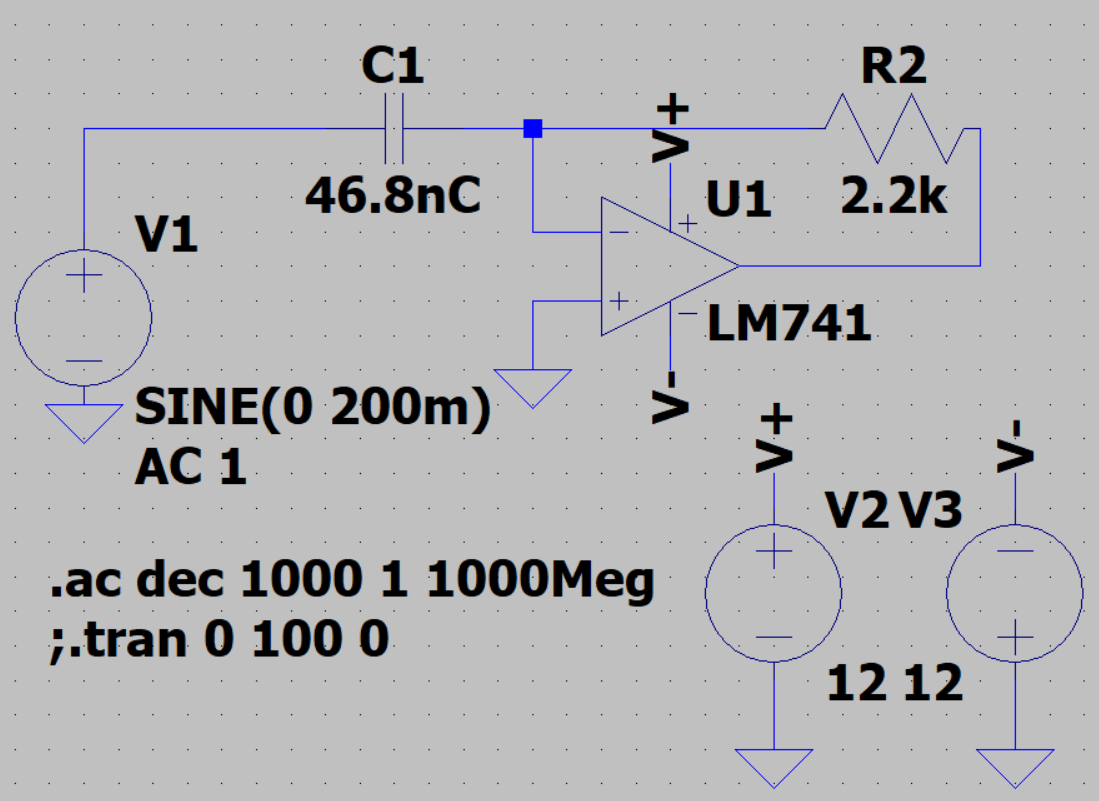 C1
R2
V+
46.8nC
U1
2.2k
V1
+
−
+
−
+
−
LM741
V-
SINE(0 200m)
AC 1
V+
V-
V2
V3
.ac dec 1000 1 1000Meg
;.tran 0 100 0
+
−
−
+
12
12